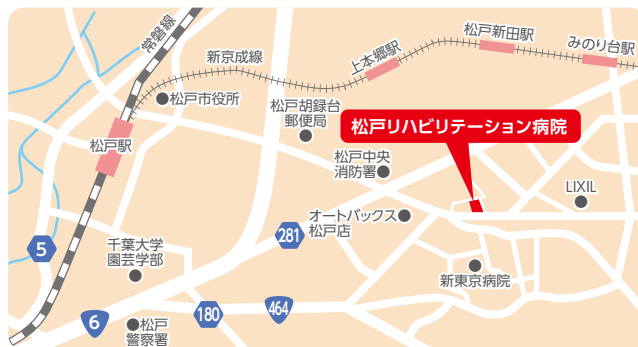 常磐線
新京成線
上本郷駅
松戸新田駅
みのり台駅
松戸市役所
松戸胡録台
郵便局
松戸リハビリテーション病院
松戸駅
松戸中央
消防署
LIXIL
オートバックス
松戸店
281
5
千葉大学
園芸学部
新東京病院
6
180
464
松戸
警察署